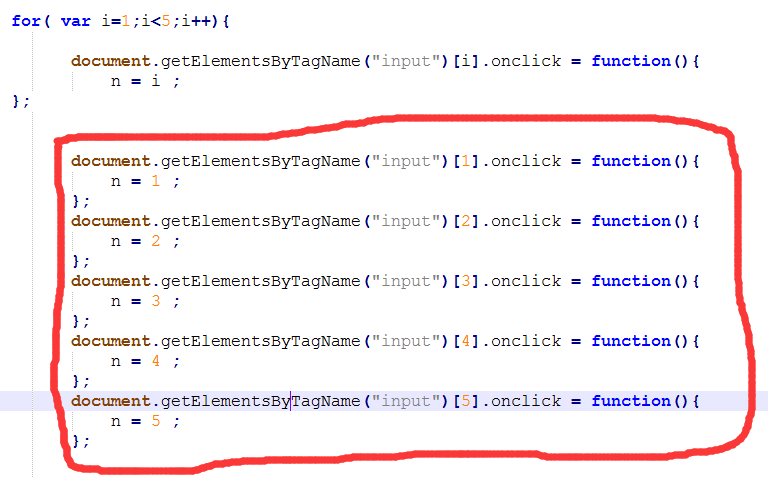 for( var i=1;i<5;i++){
document.getElementsByTagName("input")[i].onclick = function(){
n = i ;
};
document.getElementsByTagName("input")[1].onclick = function(){
n = 1 ;
};
document.getElementsByTagName("input")[2].onclick = function(){
n = 2 ;
};
document.getElementsByTagName("input")[3].onclick = function(){
n = 3 ;
};
document.getElementsByTagName("input")[4].onclick = function(){
n = 4 ;
};
document.getElementsByTagName("input")[5].onclick = function(){
n = 5 ;
};